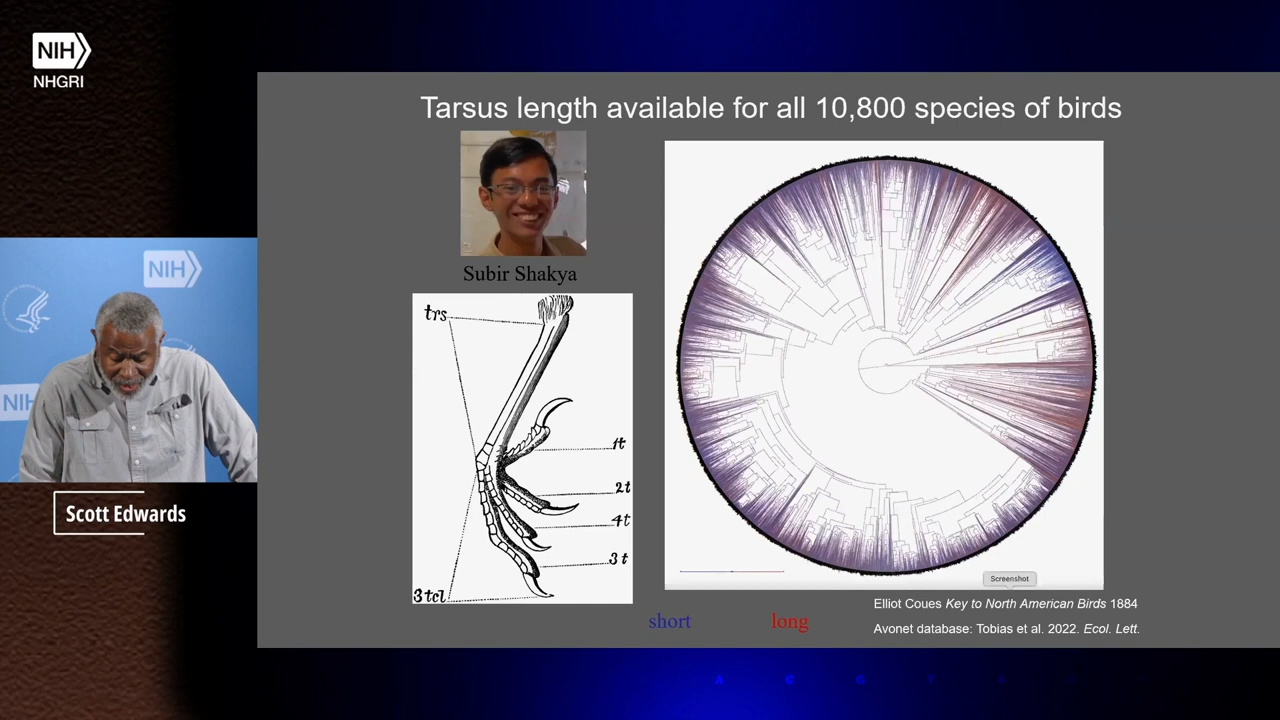 NIH
NHGRI
NIH
NIH
Scott Edwards
Tarsus length available for all 10,800 species of birds
Subir Shakya
trs
1t
2t
4t
3t
3tcl
short
long
Screenshot
Elliot Coues Key to North American Birds 1884
Avonet database: Tobias et al. 2022. Ecol. Lett.
A C G T